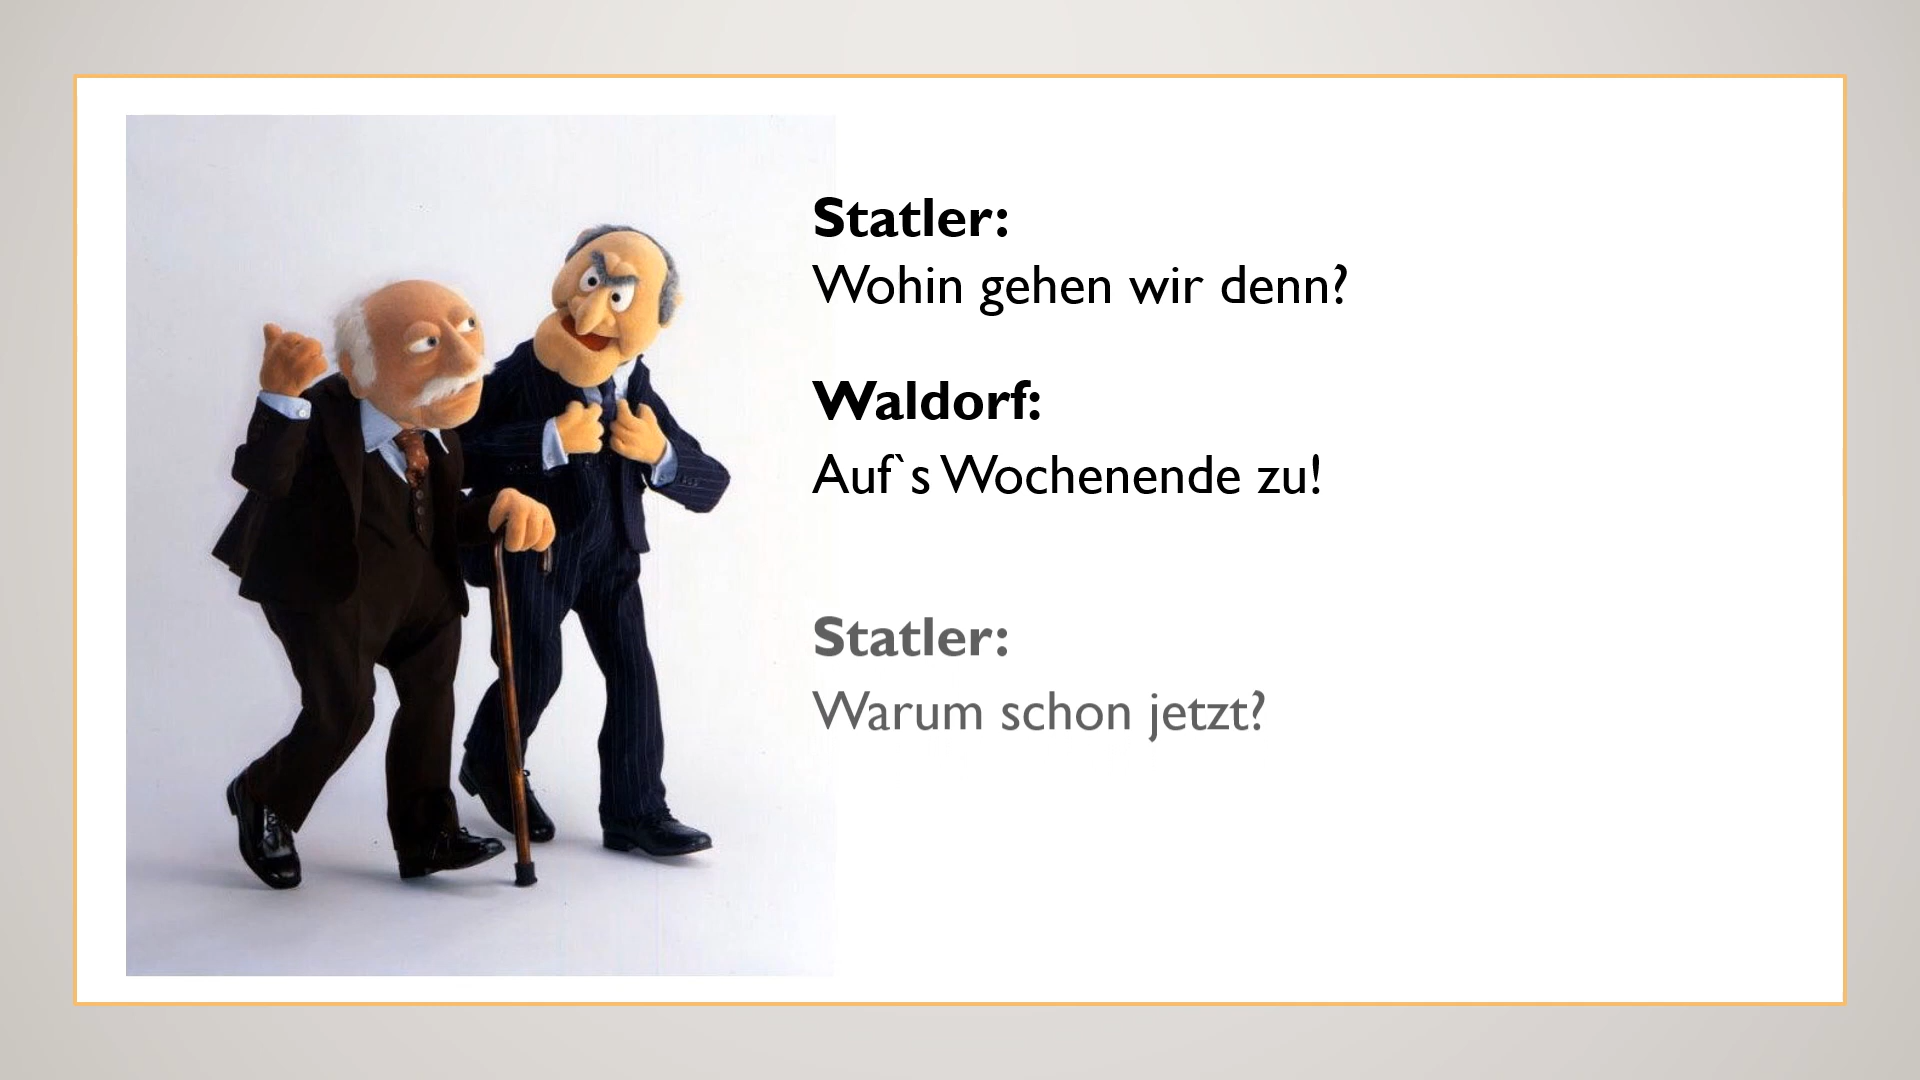 Statler:
Wohin gehen wir denn?
Waldorf:
Auf`s Wochenende zu!
Statler:
Warum schon jetzt?